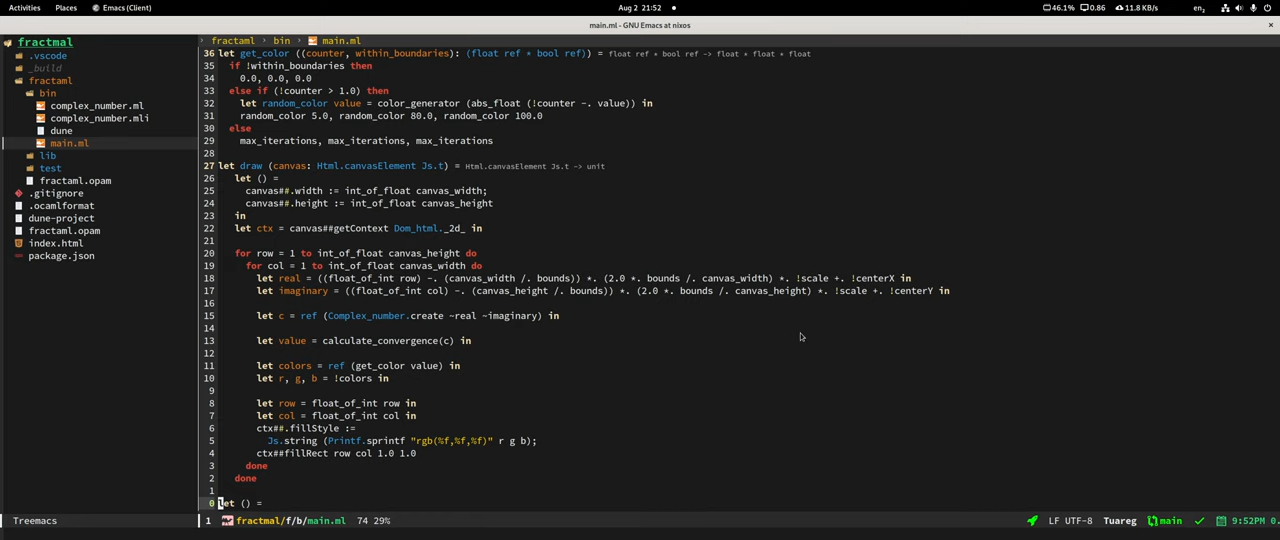 Activities Places Emacs (Client) Aug 2 21:52 46.1% 0.86 11.8 KB/s en₂
main.ml - GNU Emacs at nixos
fractmal
.vscode
_build
fractaml
bin
complex_number.ml
complex_number.mli
dune
main.ml
lib
test
fractaml.opam
.gitignore
.ocamlformat
dune-project
fractaml.opam
index.html
package.json
Treemacs
› fractaml › bin › main.ml
36 let get_color ((counter, within_boundaries): (float ref * bool ref)) = float ref * bool ref -> float * float * float
35 if !within_boundaries then
34 0.0, 0.0, 0.0
33 else if (!counter > 1.0) then
32 let random_color value = color_generator (abs_float (!counter -. value)) in
31 random_color 5.0, random_color 80.0, random_color 100.0
30 else
29 max_iterations, max_iterations, max_iterations
28
27 let draw (canvas: Html.canvasElement Js.t) = Html.canvasElement Js.t -> unit
26 let () =
25 canvas##.width := int_of_float canvas_width;
24 canvas##.height := int_of_float canvas_height
23 in
22 let ctx = canvas##getContext Dom_html._2d_ in
21
20 for row = 1 to int_of_float canvas_height do
19 for col = 1 to int_of_float canvas_width do
18 let real = ((float_of_int row) -. (canvas_width /. bounds)) *. (2.0 *. bounds /. canvas_width) *. !scale +. !centerX in
17 let imaginary = ((float_of_int col) -. (canvas_height /. bounds)) *. (2.0 *. bounds /. canvas_height) *. !scale +. !centerY in
16
15 let c = ref (Complex_number.create ~real ~imaginary) in
14
13 let value = calculate_convergence(c) in
12
11 let colors = ref (get_color value) in
10 let r, g, b = !colors in
9
8 let row = float_of_int row in
7 let col = float_of_int col in
6 ctx##.fillStyle :=
5 Js.string (Printf.sprintf "rgb(%f,%f,%f)" r g b);
4 ctx##fillRect row col 1.0 1.0
3 done
2 done
1
0 let () =
1 fractmal/f/b/main.ml 74 29% LF UTF-8 Tuareg main 9:52PM 0.